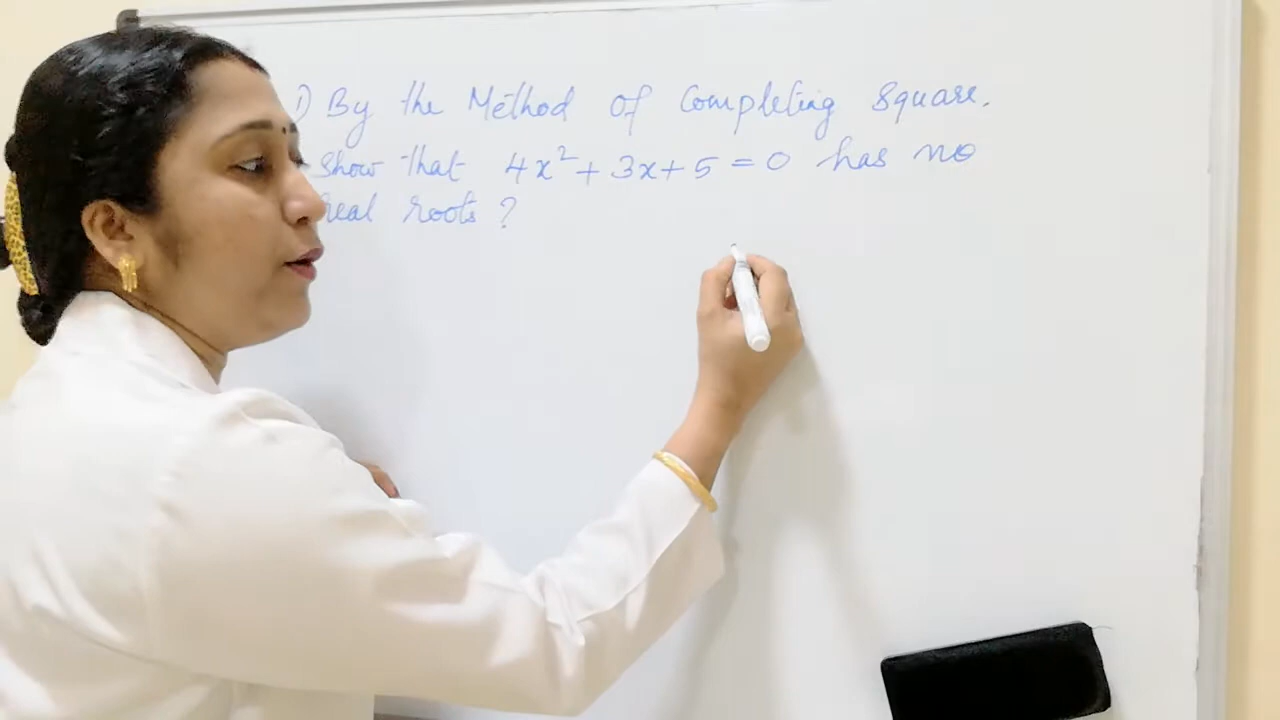 1) By the Method of Completing Square.
Show that 4x² + 3x + 5 = 0 has no
real roots ?